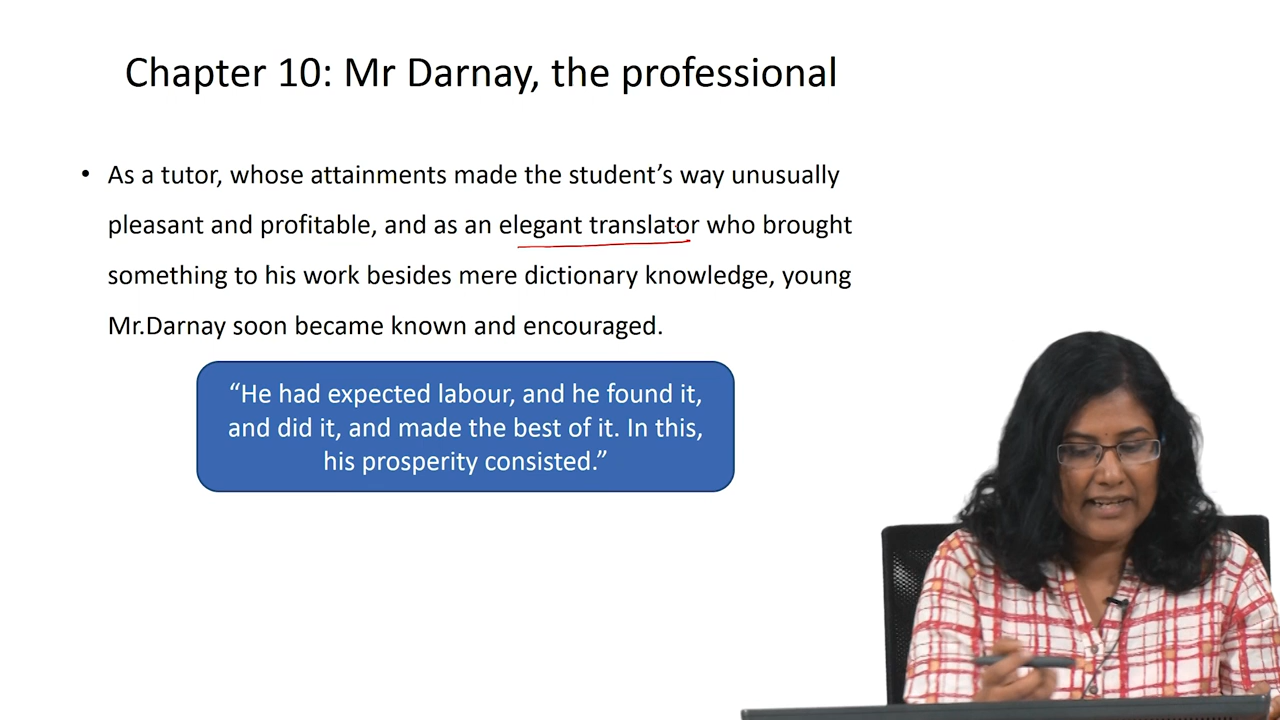 Chapter 10: Mr Darnay, the professional
• As a tutor, whose attainments made the student’s way unusually
pleasant and profitable, and as an elegant translator who brought
something to his work besides mere dictionary knowledge, young
Mr.Darnay soon became known and encouraged.
“He had expected labour, and he found it,
and did it, and made the best of it. In this,
his prosperity consisted.”